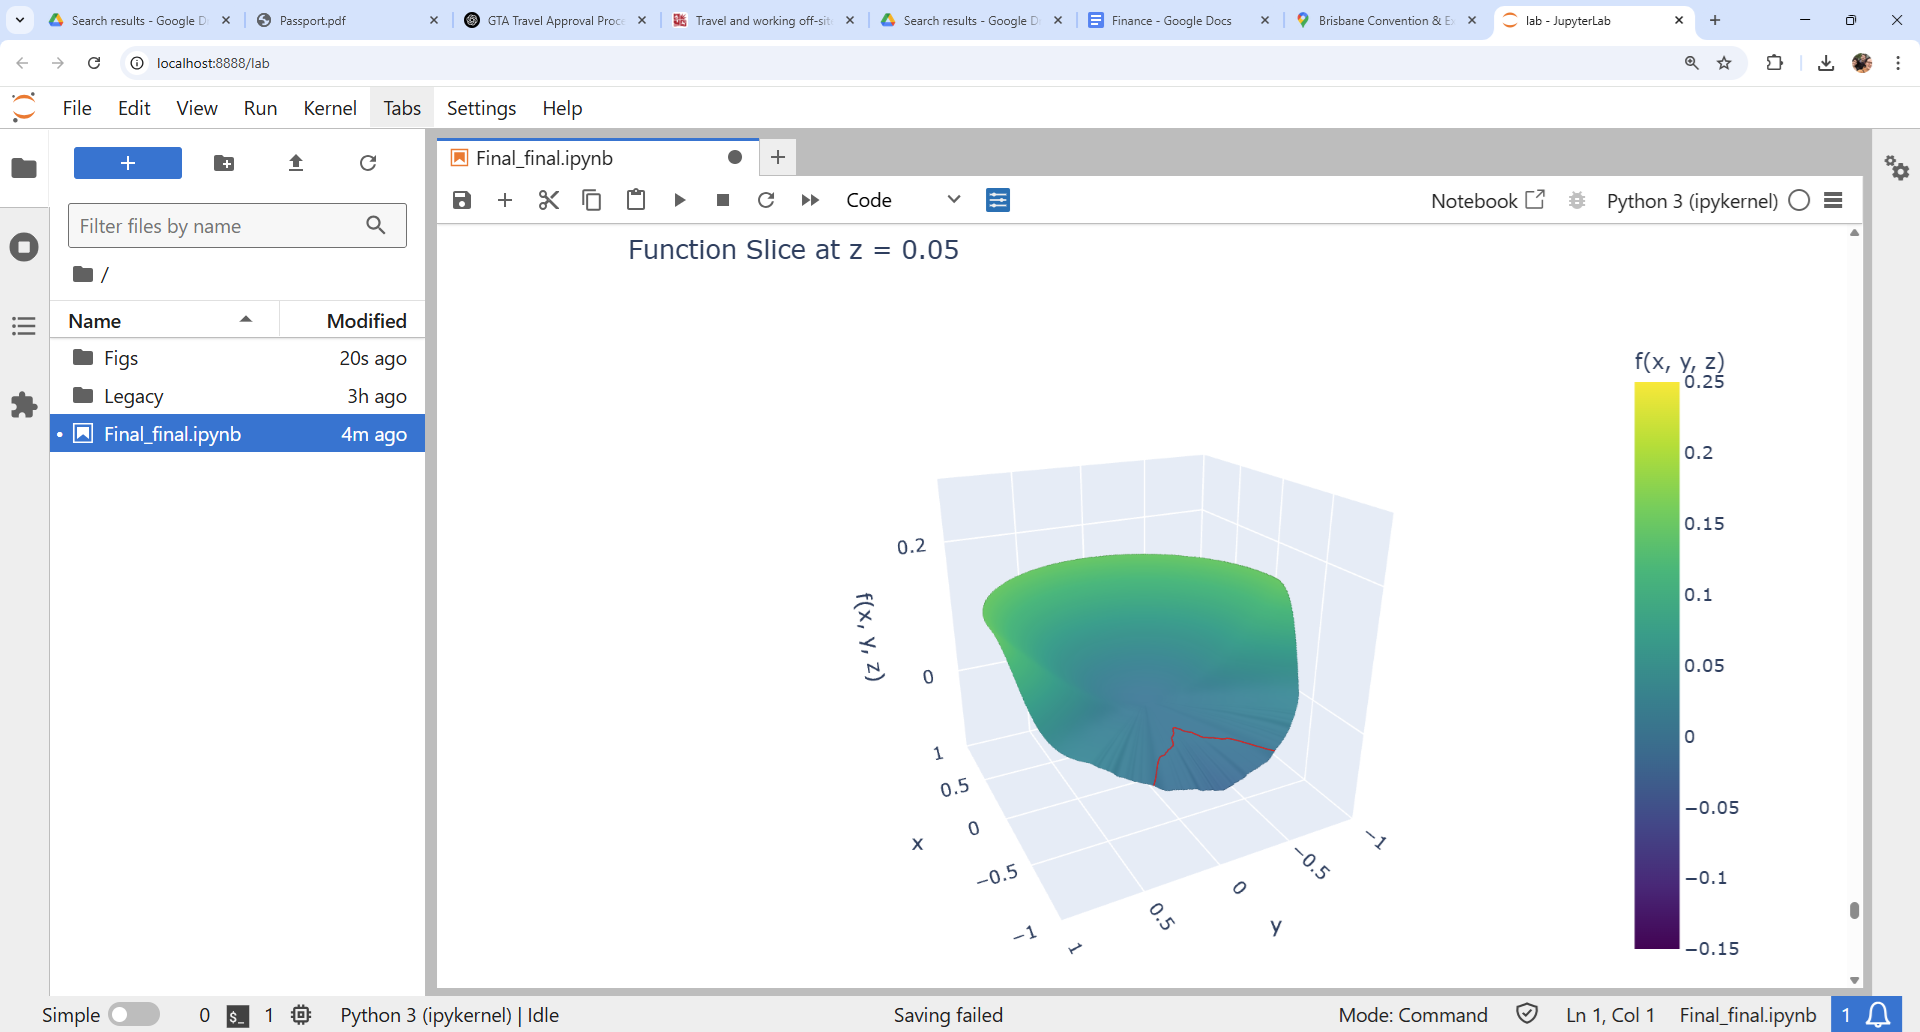 Search results - Google D
Passport.pdf
GTA Travel Approval Proce
Travel and working off-sit
Search results - Google D
Finance - Google Docs
Brisbane Convention & E
lab - JupyterLab
localhost:8888/lab
File Edit View Run Kernel Tabs Settings Help
Final_final.ipynb
Code
Notebook
Python 3 (ipykernel)
Filter files by name
/
Name Modified
Figs 20s ago
Legacy 3h ago
Final_final.ipynb 4m ago
Function Slice at z = 0.05
f(x, y, z)
0.25
0.2
0.15
0.1
0.05
0
−0.05
−0.1
−0.15
0.2
0
f(x, y, z)
1
0.5
0
−0.5
−1
x
1
0.5
0
−0.5
−1
y
Simple 0 $_ 1 Python 3 (ipykernel) | Idle Saving failed Mode: Command Ln 1, Col 1 Final_final.ipynb 1